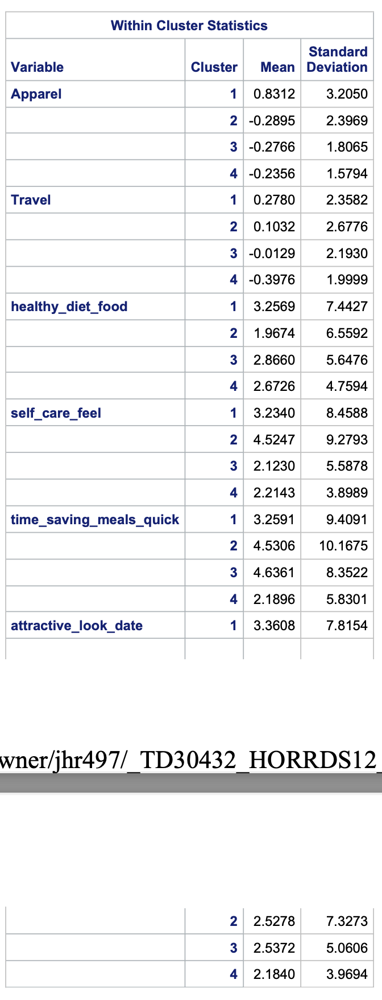 Within Cluster Statistics
Variable Cluster Mean Standard Deviation
Apparel 1 0.8312 3.2050
2 -0.2895 2.3969
3 -0.2766 1.8065
4 -0.2356 1.5794
Travel 1 0.2780 2.3582
2 0.1032 2.6776
3 -0.0129 2.1930
4 -0.3976 1.9999
healthy_diet_food 1 3.2569 7.4427
2 1.9674 6.5592
3 2.8660 5.6476
4 2.6726 4.7594
self_care_feel 1 3.2340 8.4588
2 4.5247 9.2793
3 2.1230 5.5878
4 2.2143 3.8989
time_saving_meals_quick 1 3.2591 9.4091
2 4.5306 10.1675
3 4.6361 8.3522
4 2.1896 5.8301
attractive_look_date 1 3.3608 7.8154
wner/jhr497/_TD30432_HORRDS12_
2 2.5278 7.3273
3 2.5372 5.0606
4 2.1840 3.9694